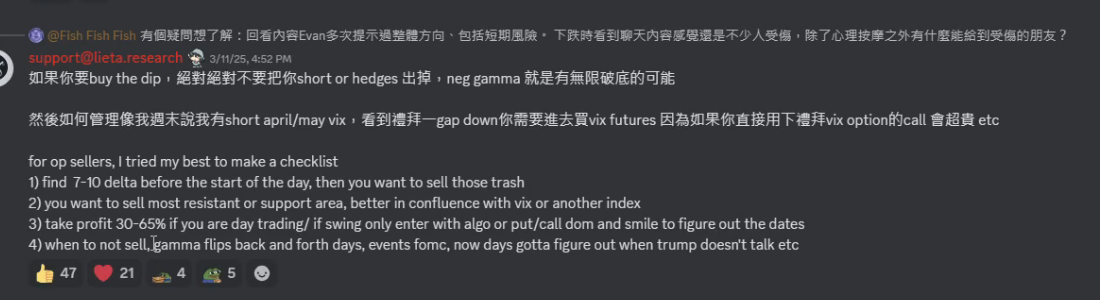 @Fish Fish Fish 有個疑問想了解：回看內容Evan多次提示過整體方向、包括短期風險。 下跌時看到聊天內容感覺還是不少人受傷，除了心理按摩之外有什麼能給到受傷的朋友？
support@lieta.research 3/11/25, 4:52 PM
如果你要buy the dip，絕對絕對不要把你short or hedges 出掉，neg gamma 就是有無限破底的可能
然後如何管理像我週末說我有short april/may vix，看到禮拜一gap down你需要進去買vix futures 因為如果你直接用下禮拜vix option的call 會超貴 etc
for op sellers, I tried my best to make a checklist
1) find 7-10 delta before the start of the day, then you want to sell those trash
2) you want to sell most resistant or support area, better in confluence with vix or another index
3) take profit 30-65% if you are day trading/ if swing only enter with algo or put/call dom and smile to figure out the dates
4) when to not sell, gamma flips back and forth days, events fomc, now days gotta figure out when trump doesn't talk etc
47 21 4 5